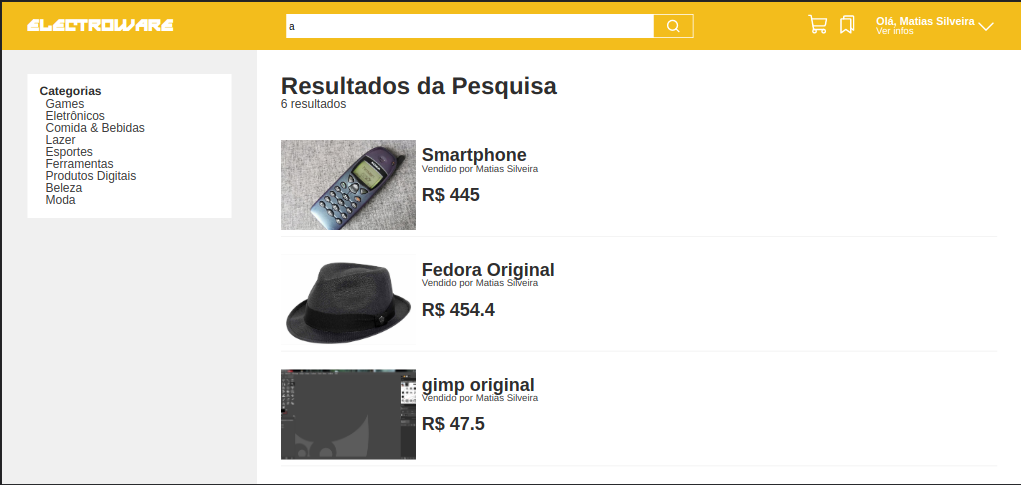 ELECTROWARE
a
Olá, Matias Silveira
Ver infos
Categorias
Games
Eletrônicos
Comida & Bebidas
Lazer
Esportes
Ferramentas
Produtos Digitais
Beleza
Moda
Resultados da Pesquisa
6 resultados
Smartphone
Vendido por Matias Silveira
R$ 445
Fedora Original
Vendido por Matias Silveira
R$ 454.4
gimp original
Vendido por Matias Silveira
R$ 47.5